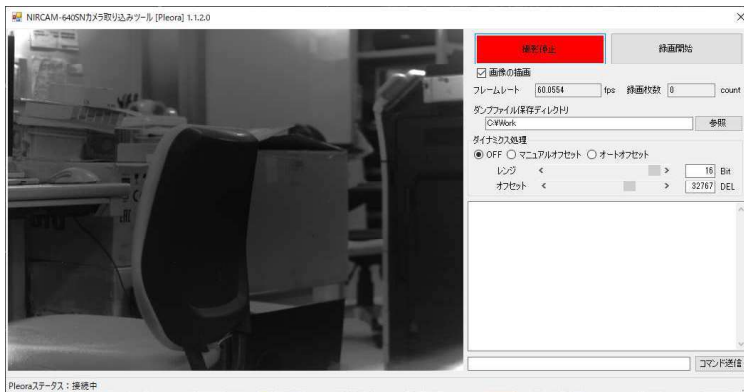 NIRCAM-640SNカメラ取り込みツール [Pleora] 1.1.2.0
撮影停止
録画開始
画像の描画
フレームレート 60.0554 fps 録画枚数 0 count
ダンプファイル保存ディレクトリ
C:¥Work 参照
ダイナミクス処理
OFF マニュアルオフセット オートオフセット
レンジ < > 16 Bit
オフセット < > 32767 DEL
コマンド送信
Pleoraステータス：接続中